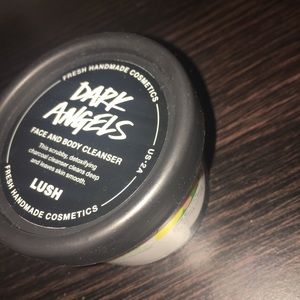 FRESH HANDMADE COSMETICS
DARK
ANGELS
FACE AND BODY CLEANSER
This scrubby, detoxifying
charcoal cleanser cleans deep
and leaves skin smooth.
LUSH
US-2A
FRESH HANDMADE COSMETICS